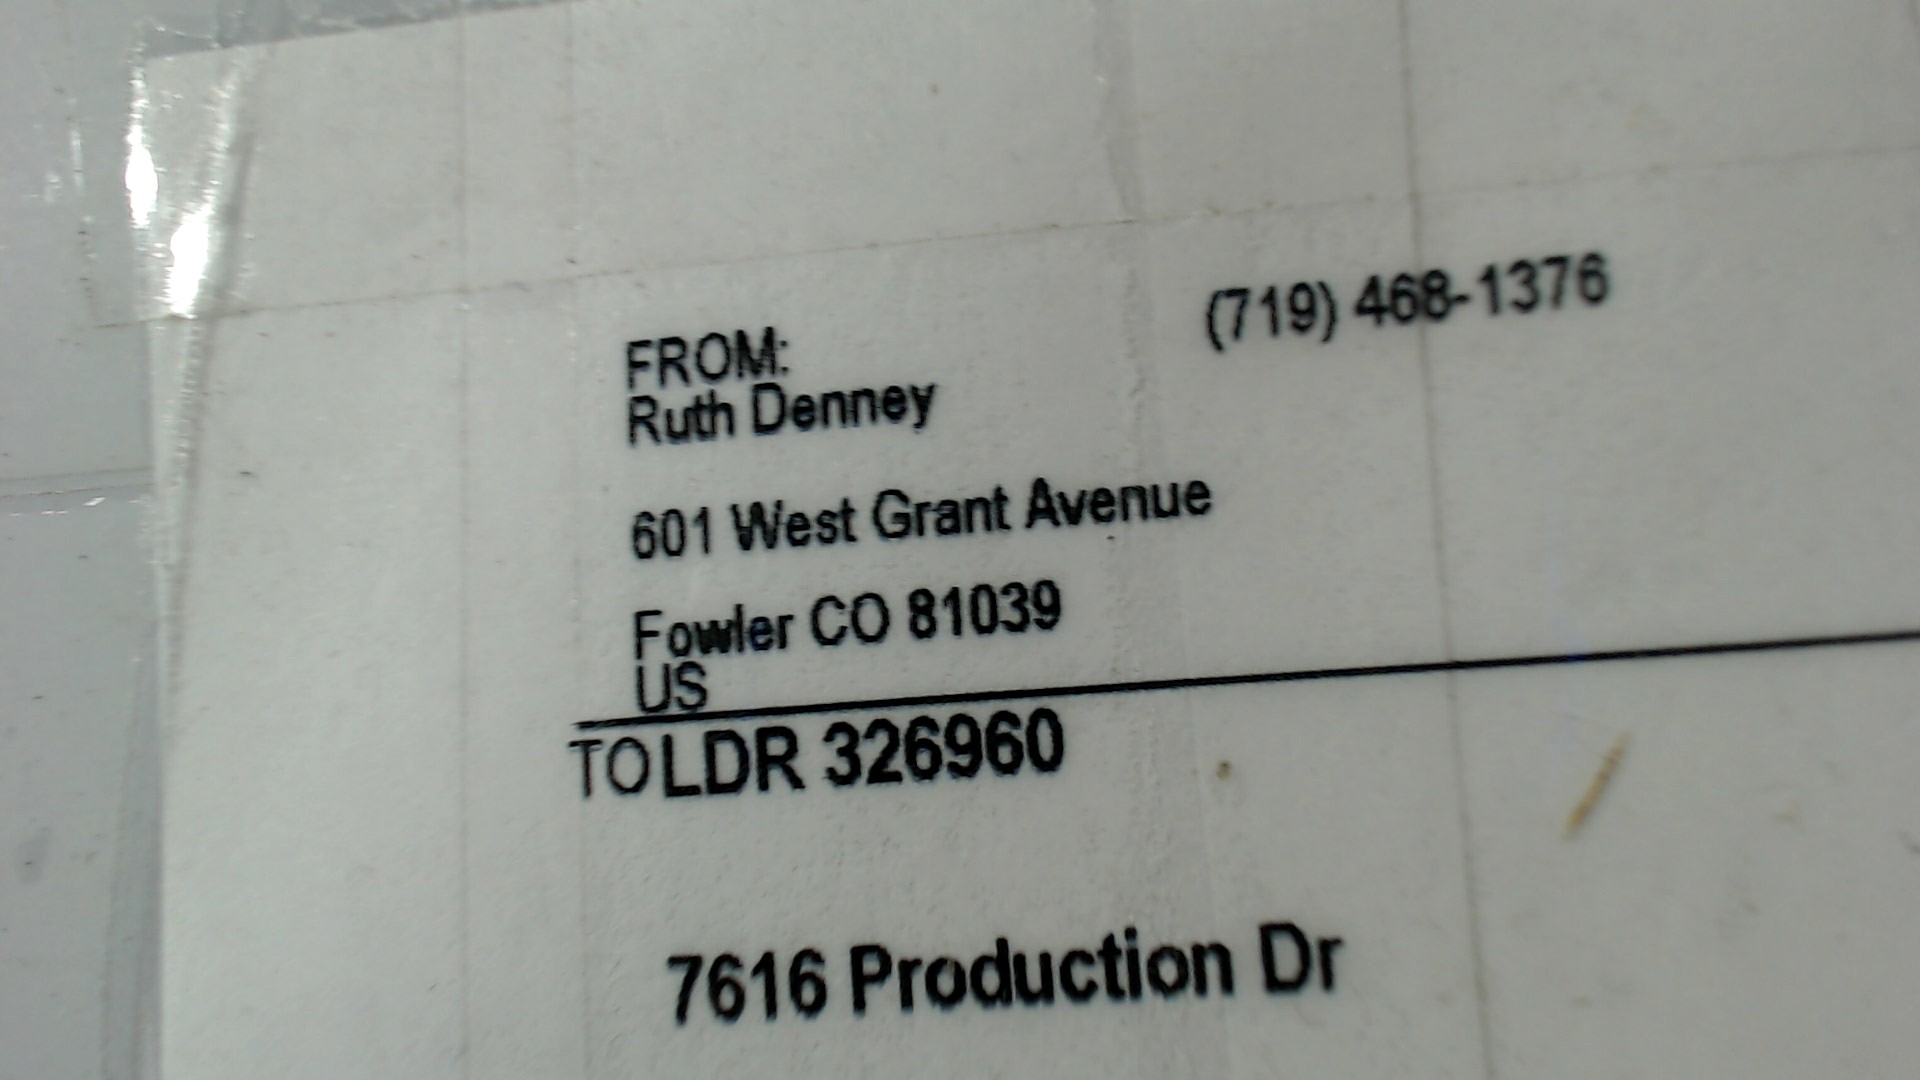 FROM:
(719) 468-1376
Ruth Denney
601 West Grant Avenue
Fowler CO 81039
US
TO LDR 326960
7616 Production Dr